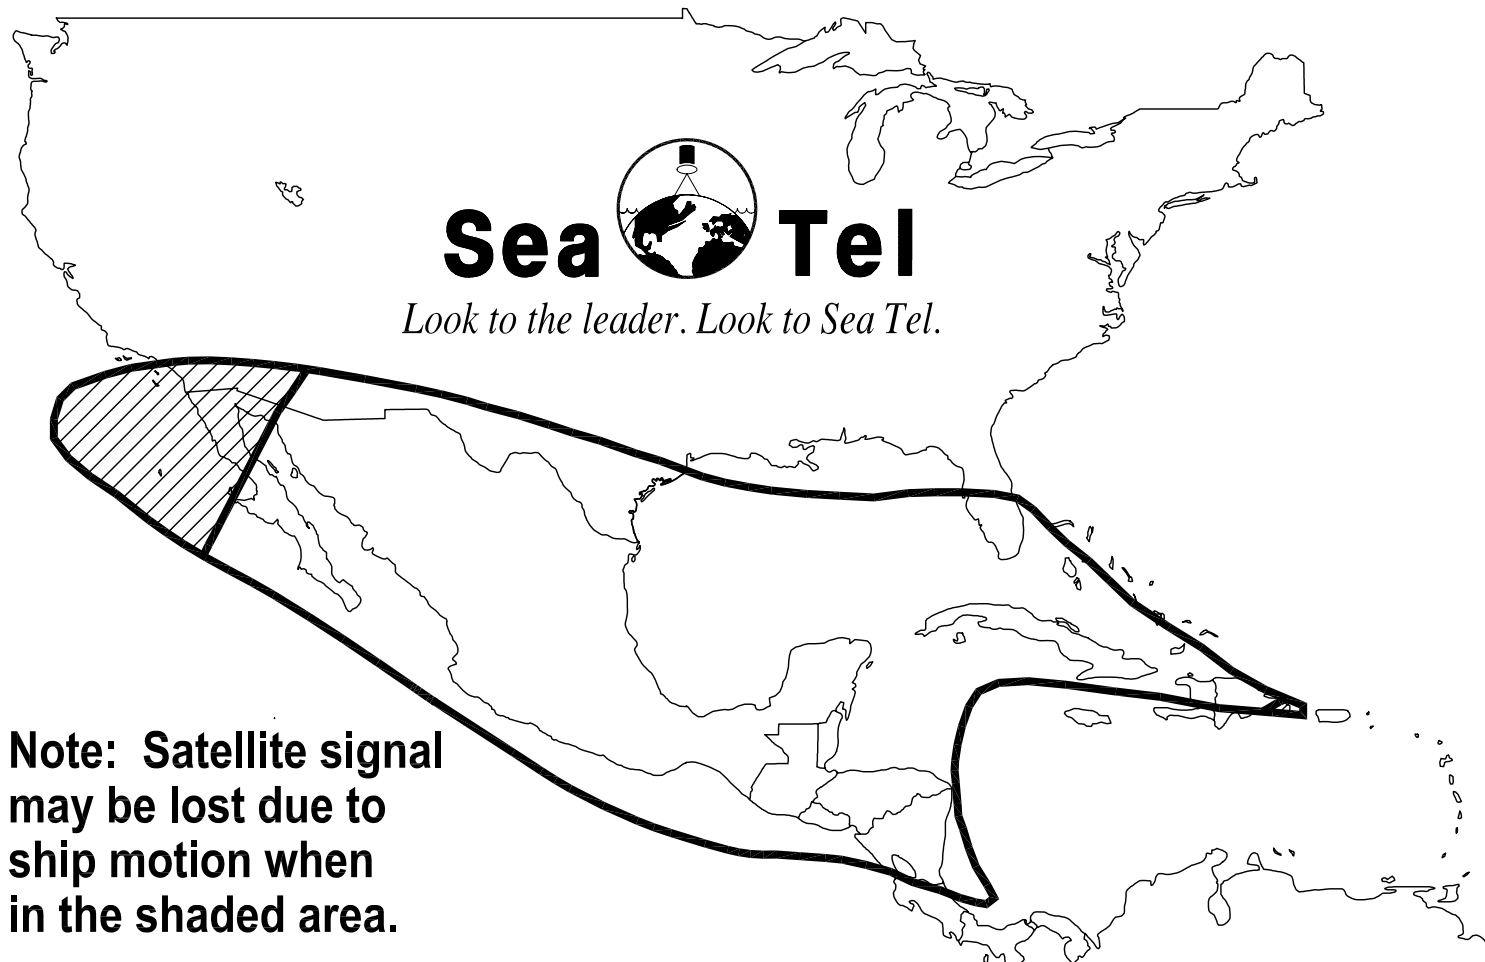 Sea Tel
Look to the leader. Look to Sea Tel.
Note: Satellite signal
may be lost due to
ship motion when
in the shaded area.